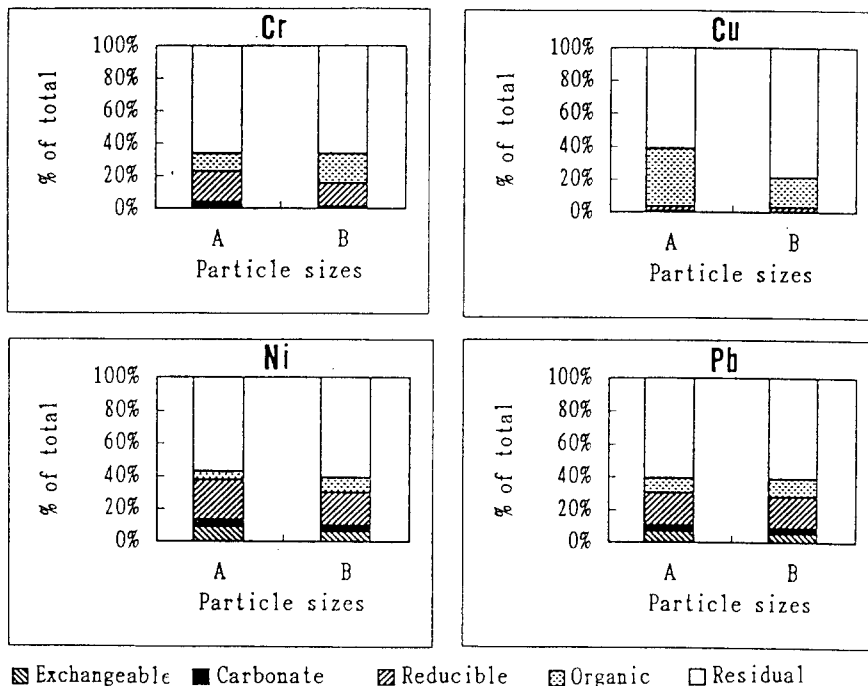 Cr
100%
80%
60%
40%
20%
0%
% of total
A B
Particle sizes
Cu
100%
80%
60%
40%
20%
0%
% of total
A B
Particle sizes
Ni
100%
80%
60%
40%
20%
0%
% of total
A B
Particle sizes
Pb
100%
80%
60%
40%
20%
0%
% of total
A B
Particle sizes
Exchangeable Carbonate Reducible Organic Residual